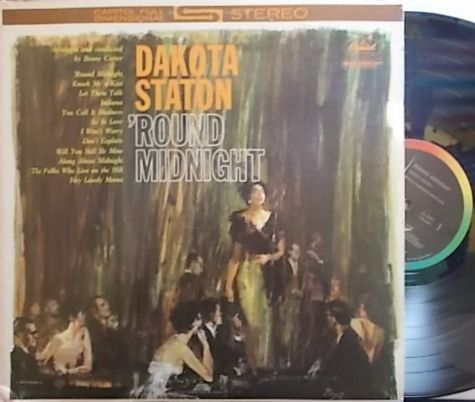 CAPITOL FULL DIMENSIONAL STEREO
Capitol
Arranged and conducted
by Benny Carter
'Round Midnight
Knock Me a Kiss
Let Them Talk
Indiana
You Call It Madness
So In Love
I Won't Worry
Don't Explain
Will You Still Be Mine
Along About Midnight
The Folks Who Live on the Hill
Hey Lawdy Mama
DAKOTA
STATON
'ROUND
MIDNIGHT